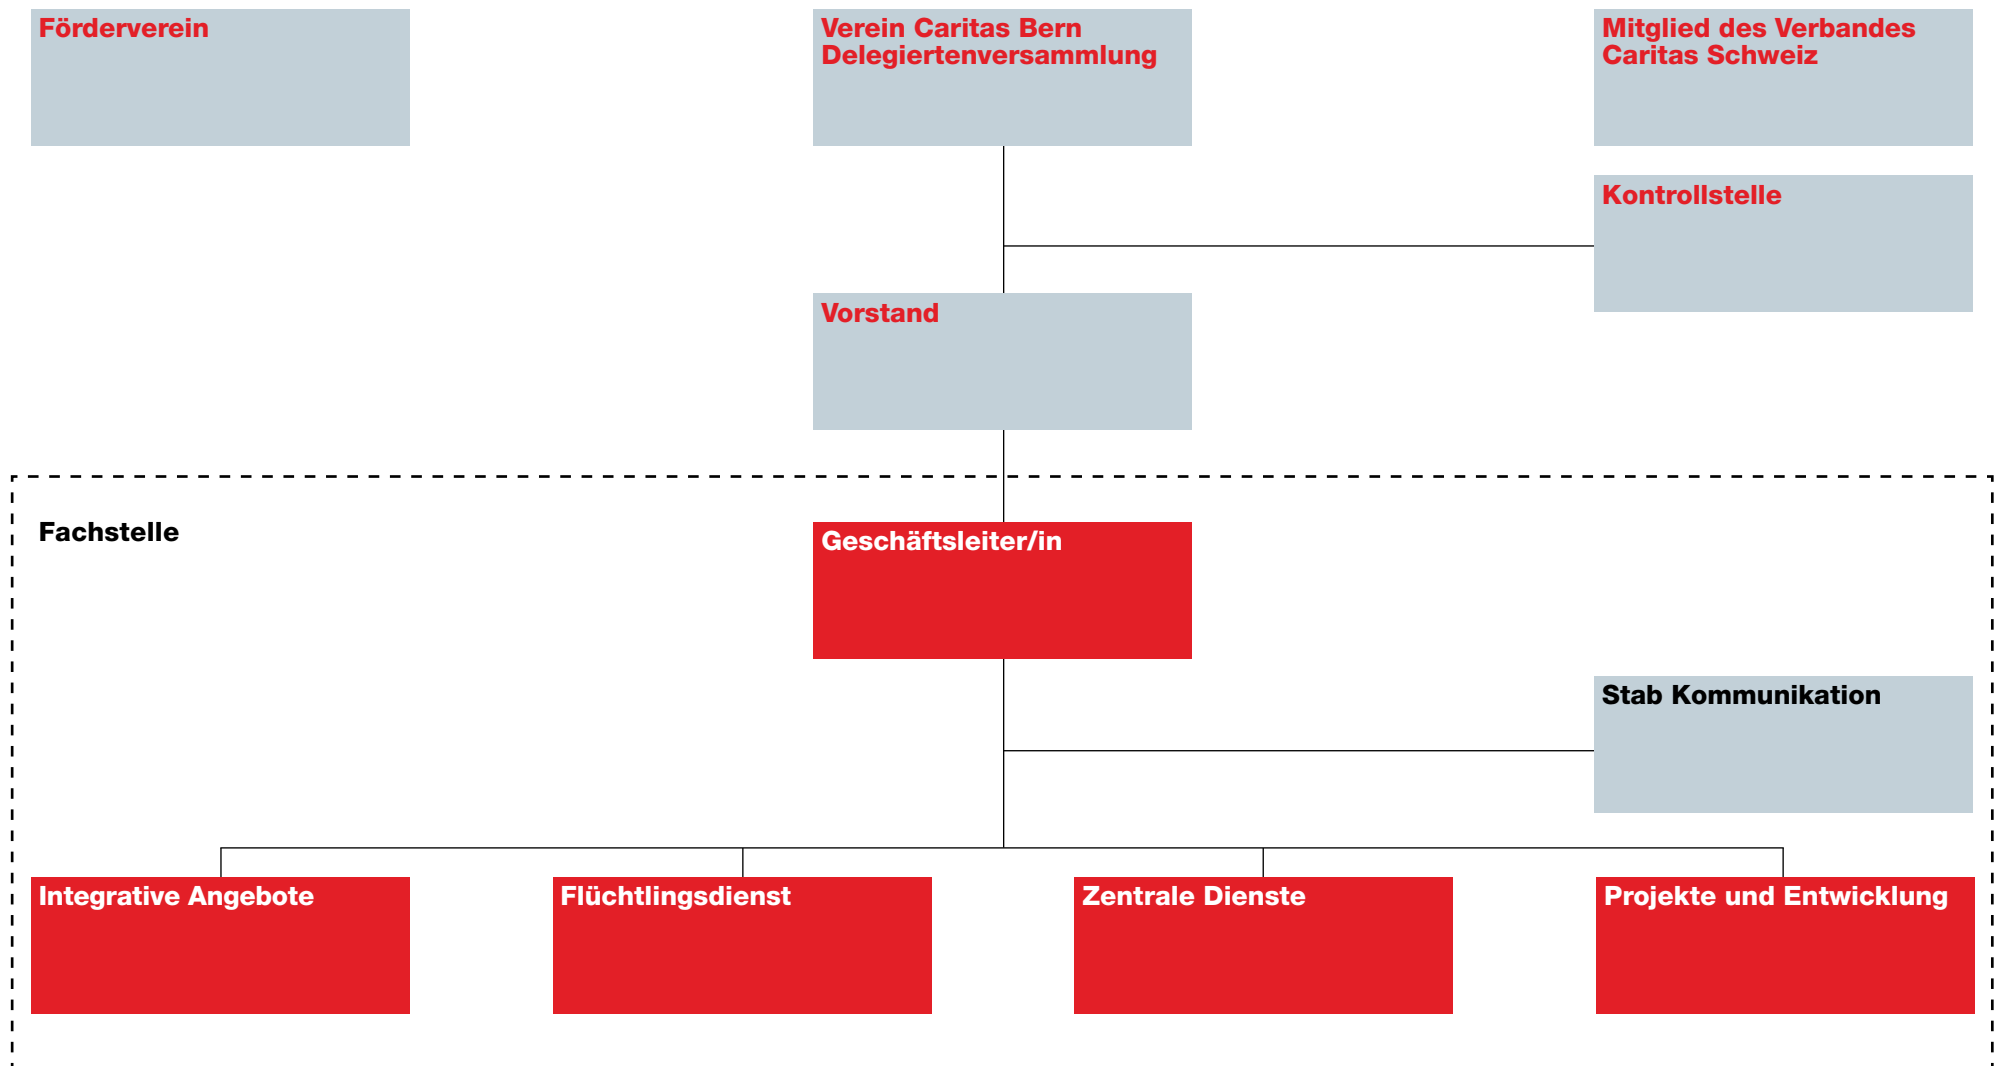 Förderverein
Verein Caritas Bern
Delegiertenversammlung
Mitglied des Verbandes
Caritas Schweiz
Kontrollstelle
Vorstand
Fachstelle
Geschäftsleiter/in
Stab Kommunikation
Integrative Angebote
Flüchtlingsdienst
Zentrale Dienste
Projekte und Entwicklung